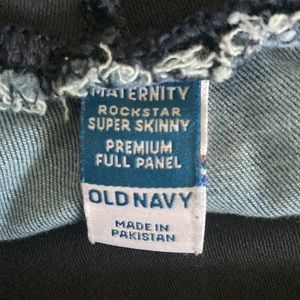 MATERNITY
ROCKSTAR
SUPER SKINNY
PREMIUM
FULL PANEL
OLD NAVY
MADE IN
PAKISTAN